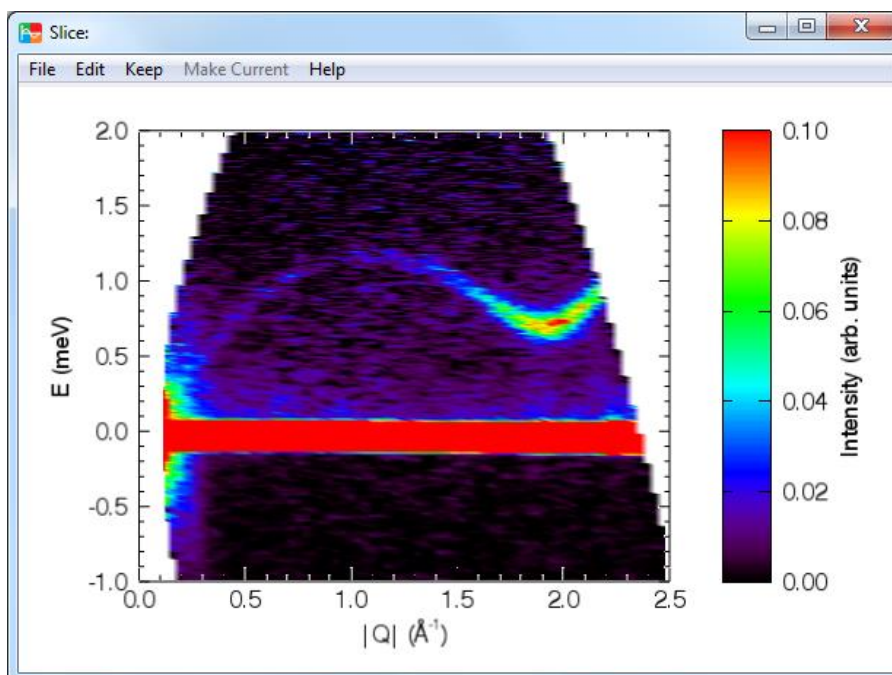 Slice:
File Edit Keep Make Current Help
2.0
1.5
1.0
0.5
0.0
-0.5
-1.0
E (meV)
0.0 0.5 1.0 1.5 2.0 2.5
|Q| (Å⁻¹)
0.10
0.08
0.06
0.04
0.02
0.00
Intensity (arb. units)